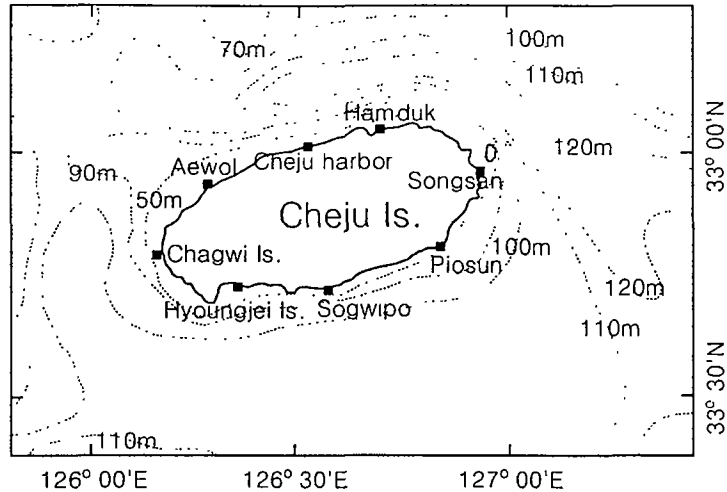 70m
100m
110m
Hamduk
Cheju harbor
120m
33° 00'N
Aewol
90m
Songsan
50m
Cheju Is.
Chagwi Is.
100m
Piosun
120m
Hyoungjei Is.
Sogwipo
110m
33° 30'N
110m
126° 00'E
126° 30'E
127° 00'E